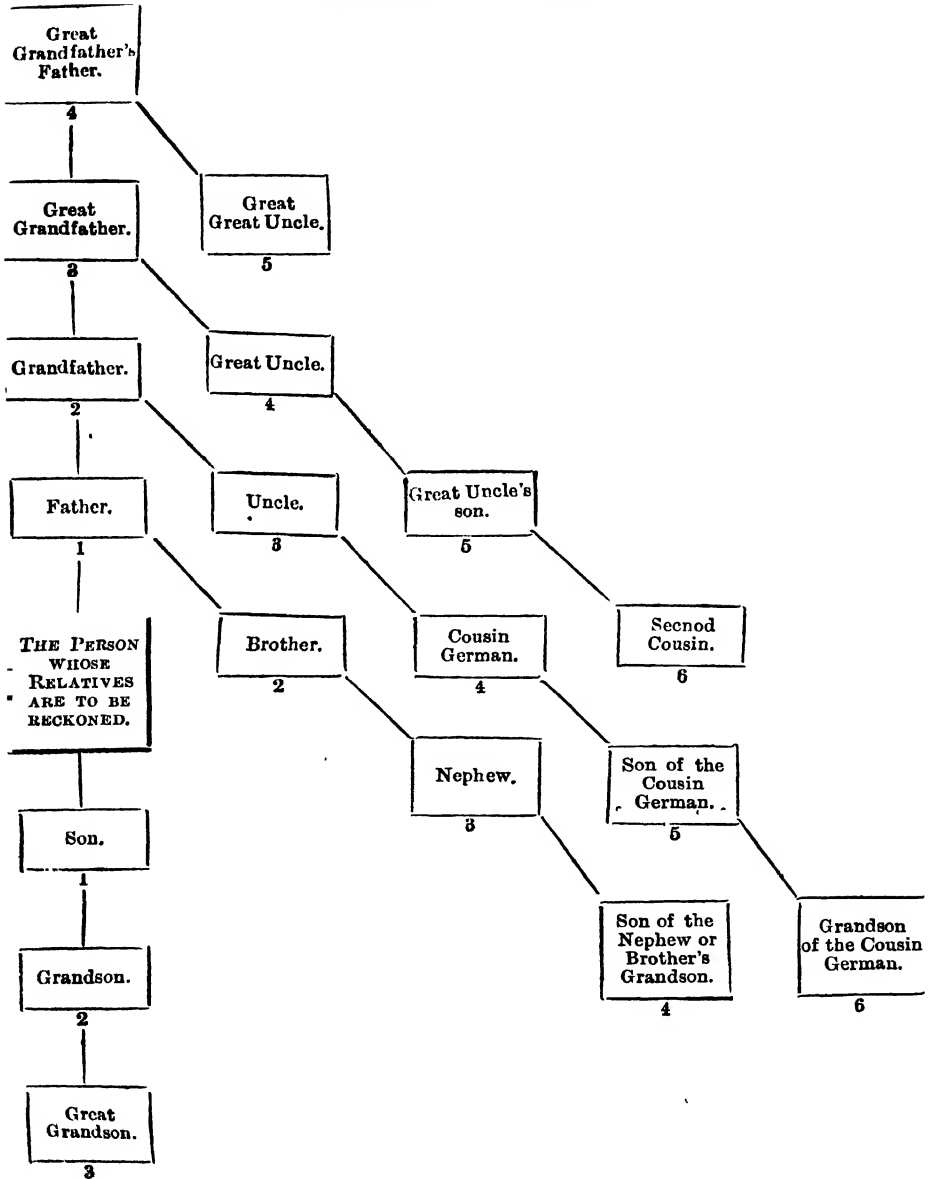 Great
Grandfather's
Father.
4
Great
Grandfather.
3
Great
Great Uncle.
5
Grandfather.
2
Great Uncle.
4
Father.
1
Uncle.
3
Great Uncle's
son.
5
THE PERSON
WHOSE
RELATIVES
ARE TO BE
RECKONED.
Brother.
2
Cousin
German.
4
Secnod
Cousin.
6
Son.
1
Nephew.
3
Son of the
Cousin
German.
5
Grandson.
2
Son of the
Nephew or
Brother's
Grandson.
4
Grandson
of the Cousin
German.
6
Great
Grandson.
3